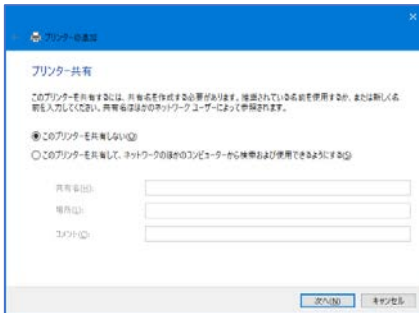 プリンターの追加
プリンター共有
このプリンターを共有するには、共有名を作成する必要があります。推奨されている名前を使用するか、または新しく名
前を入力してください。共有名はほかのネットワーク ユーザーによって参照されます。
このプリンターを共有しない(O)
このプリンターを共有して、ネットワークのほかのコンピューターから検索および使用できるようにする(S)
共有名(H):
場所(L):
コメント(C):
次へ(N) キャンセル